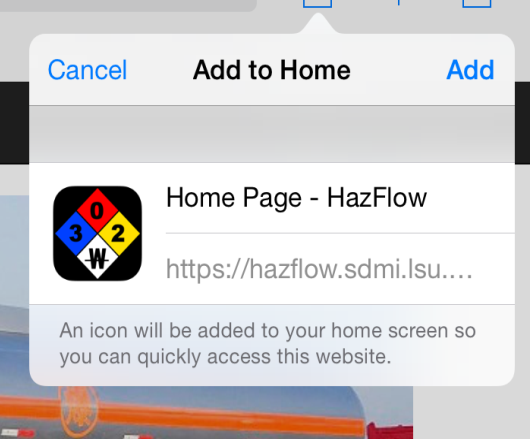 Cancel
Add to Home
Add
Home Page - HazFlow
0
3
2
W
https://hazflow.sdmi.lsu....
An icon will be added to your home screen so
you can quickly access this website.